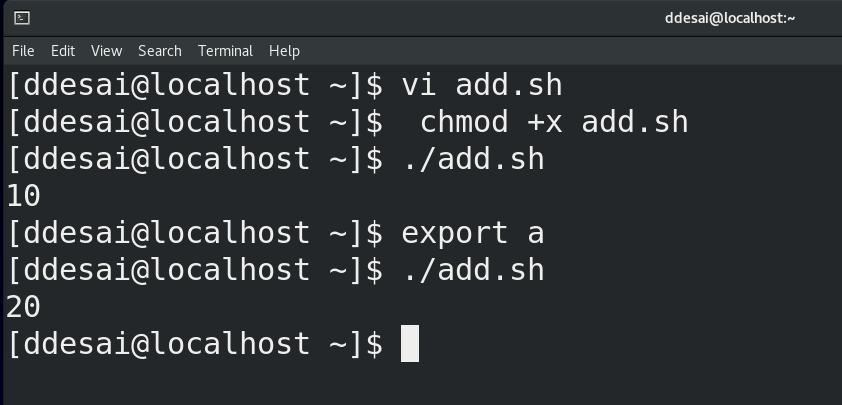 ddesai@localhost:~
File Edit View Search Terminal Help
[ddesai@localhost ~]$ vi add.sh
[ddesai@localhost ~]$  chmod +x add.sh
[ddesai@localhost ~]$ ./add.sh
10
[ddesai@localhost ~]$ export a
[ddesai@localhost ~]$ ./add.sh
20
[ddesai@localhost ~]$